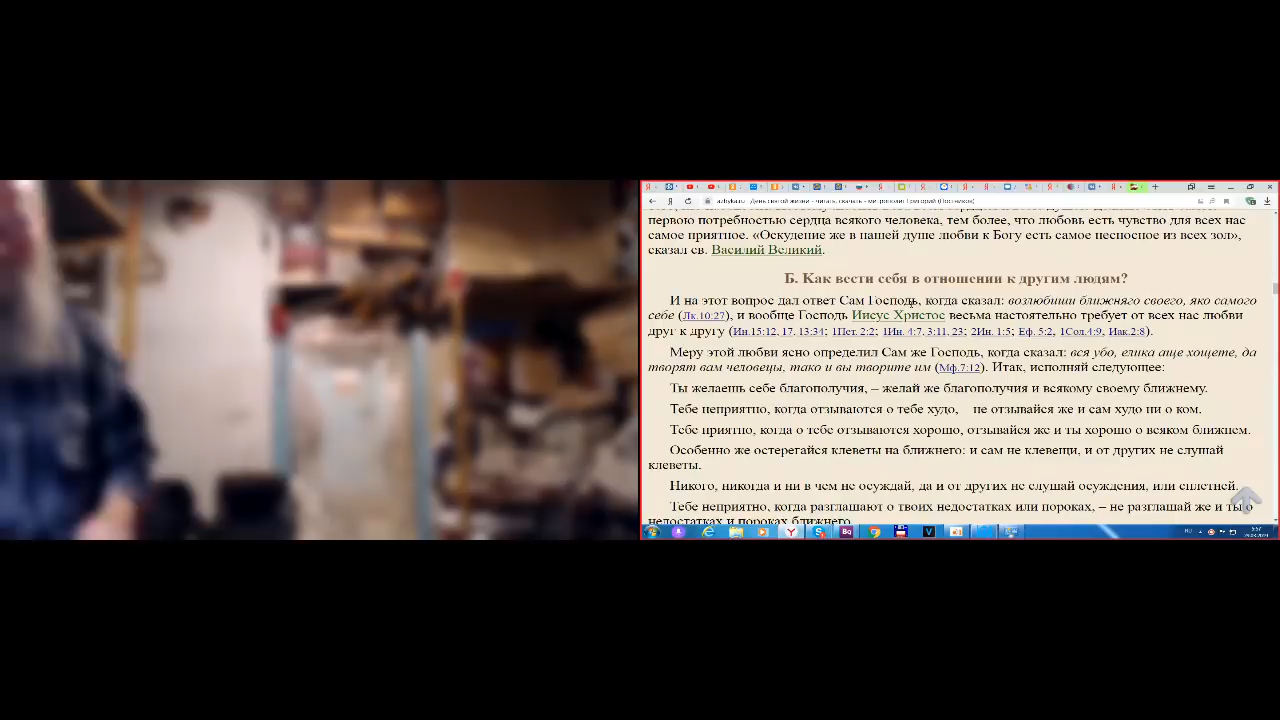 azbyka.ru День святой жизни – читать, скачать - митрополит Григорий (Постников)
первою потребностью сердца всякого человека, тем более, что любовь есть чувство для всех нас
самое приятное. «Оскудение же в нашей душе любви к Богу есть самое несносное из всех зол»,
сказал св. Василий Великий.
Б. Как вести себя в отношении к другим людям?
И на этот вопрос дал ответ Сам Господь, когда сказал: возлюбиши ближняго своего, яко самого
себе (Лк.10:27), и вообще Господь Иисус Христос весьма настоятельно требует от всех нас любви
друг к другу (Ин.15:12, 17. 13:34; 1Пет. 2:2; 1Ин. 4:7, 3:11, 23; 2Ин. 1:5; Еф. 5:2, 1Сол.4:9, Иак.2:8).
Меру этой любви ясно определил Сам же Господь, когда сказал: вся убо, елика аще хощете, да
творят вам человецы, тако и вы творите им (Мф.7:12). Итак, исполняй следующее:
Ты желаешь себе благополучия, – желай же благополучия и всякому своему ближнему.
Тебе неприятно, когда отзываются о тебе худо, не отзывайся же и сам худо ни о ком.
Тебе приятно, когда о тебе отзываются хорошо, отзывайся же и ты хорошо о всяком ближнем.
Особенно же остерегайся клеветы на ближнего: и сам не клевещи, и от других не слушай
клеветы.
Никого, никогда и ни в чем не осуждай, да и от других не слушай осуждения, или сплетней.
Тебе неприятно, когда разглашают о твоих недостатках или пороках, – не разглашай же и ты о
недостатках и пороках ближнего